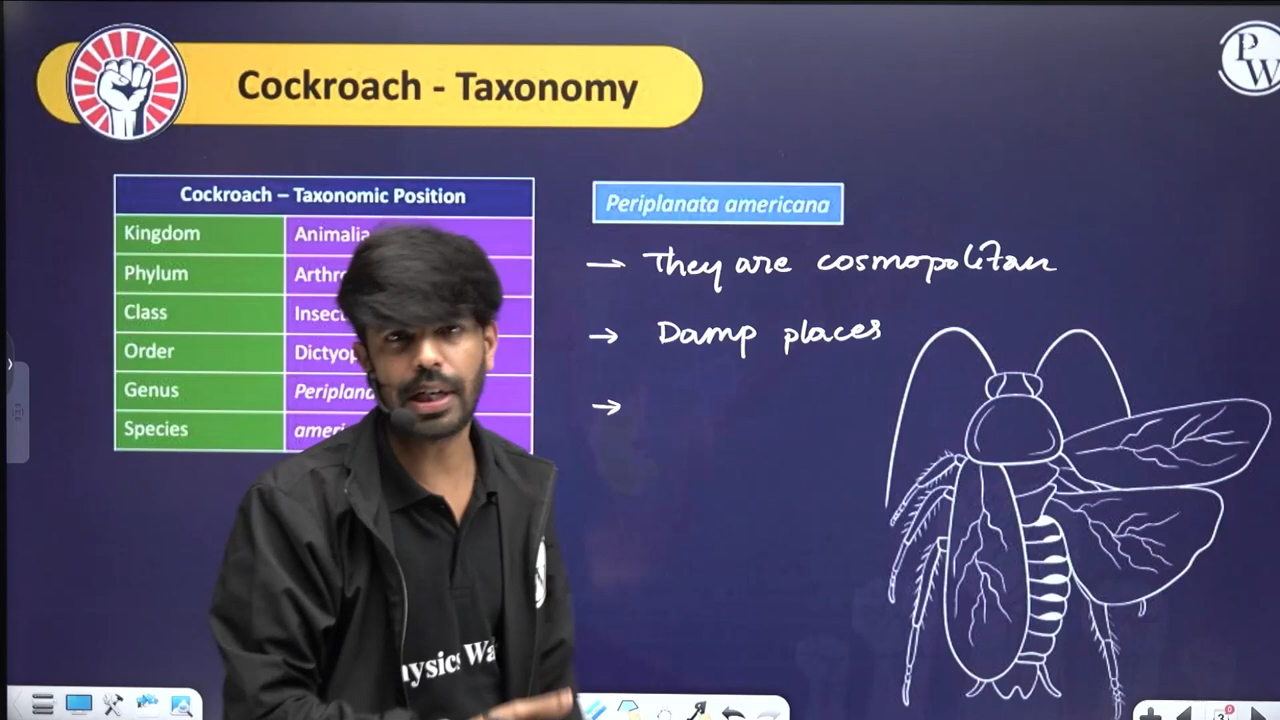 Cockroach - Taxonomy
P
W
Cockroach – Taxonomic Position
Kingdom Animalia
Phylum
Class
Order
Genus
Species
Periplanata americana
→ They are cosmopolitan
→ Damp places
→